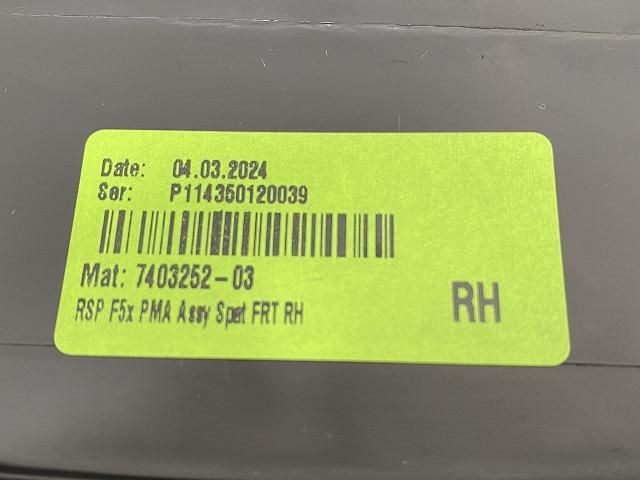 Date: 04.03.2024
Ser: P114350120039
Mat: 7403252-03
RSP F5x PMA Assy Spat FRT RH
RH